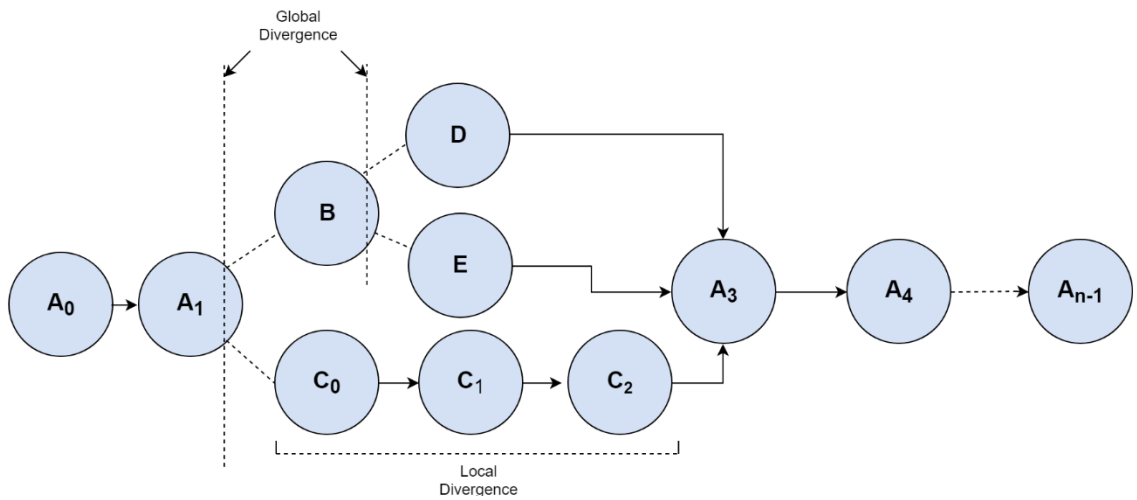 Global
Divergence
D
B
E
A₀
A₁
A₃
A₄
Aₙ₋₁
C₀
C₁
C₂
Local
Divergence